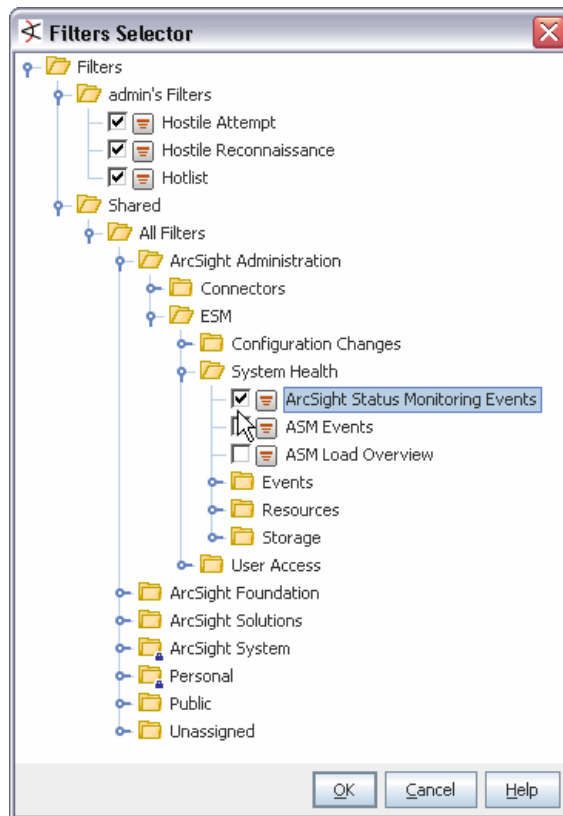 Filters Selector
Filters
admin's Filters
Hostile Attempt
Hostile Reconnaissance
Hotlist
Shared
All Filters
ArcSight Administration
Connectors
ESM
Configuration Changes
System Health
ArcSight Status Monitoring Events
ASM Events
ASM Load Overview
Events
Resources
Storage
User Access
ArcSight Foundation
ArcSight Solutions
ArcSight System
Personal
Public
Unassigned
OK Cancel Help